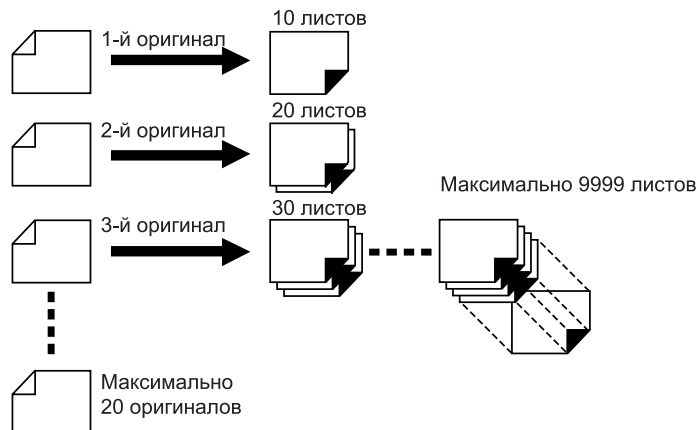 10 листов
1-й оригинал
20 листов
2-й оригинал
Максимально 9999 листов
30 листов
3-й оригинал
Максимально
20 оригиналов